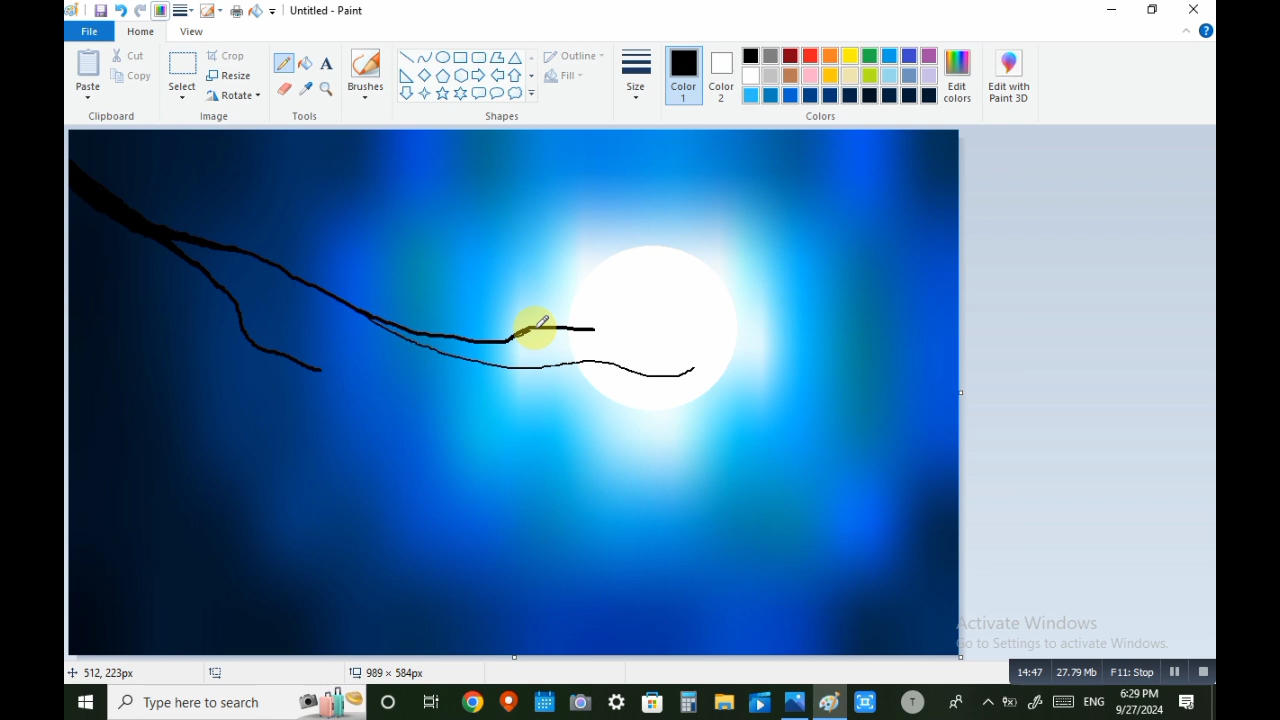 Untitled - Paint
File
Home
View
Paste
Cut
Copy
Clipboard
Select
Crop
Resize
Rotate
Image
A
Tools
Brushes
Shapes
Outline
Fill
Size
Color 1
Color 2
Colors
Edit colors
Edit with Paint 3D
?
Activate Windows
Go to Settings to activate Windows.
512, 223px
989 × 584px
14:47
27.79 Mb
F11: Stop
Type here to search
T
ENG
6:29 PM
9/27/2024